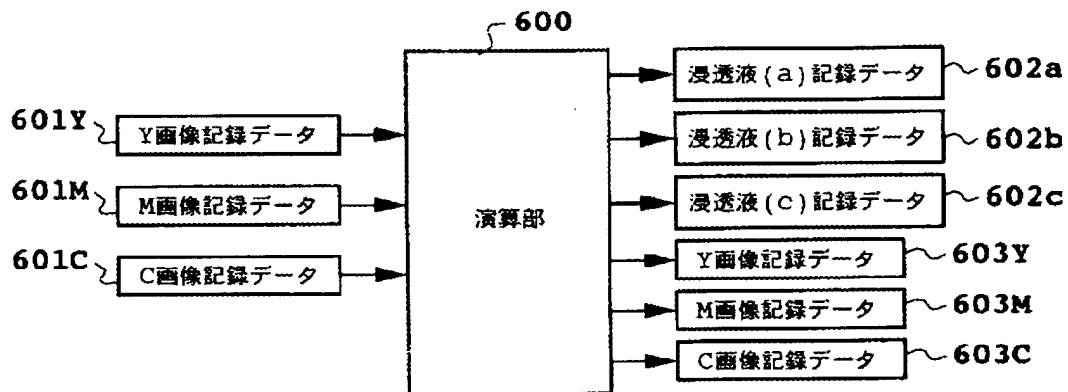 600
601Y
Y画像記録データ
601M
M画像記録データ
601C
C画像記録データ
演算部
浸透液(a)記録データ
602a
浸透液(b)記録データ
602b
浸透液(c)記録データ
602c
Y画像記録データ
603Y
M画像記録データ
603M
C画像記録データ
603C